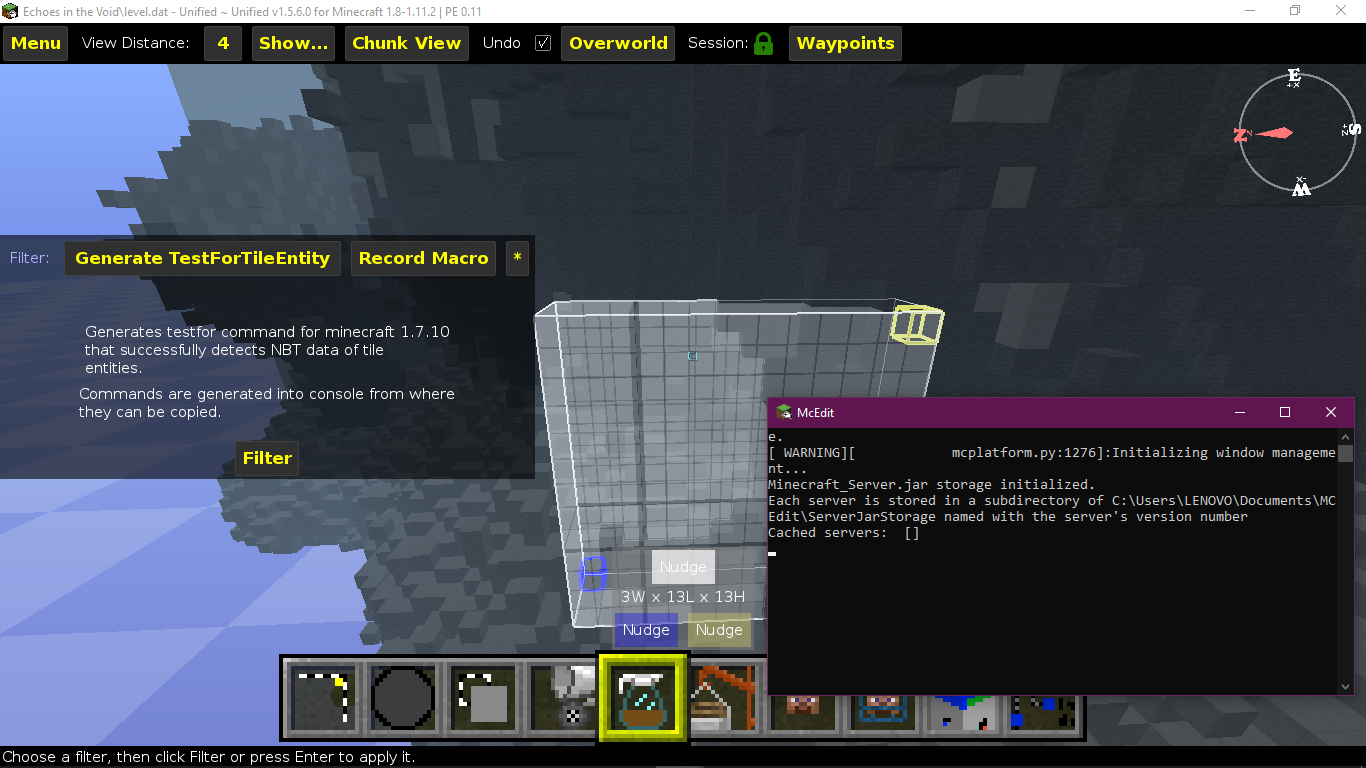 Echoes in the Void\level.dat - Unified ~ Unified v1.5.6.0 for Minecraft 1.8-1.11.2 | PE 0.11
Menu View Distance: 4 Show... Chunk View Undo Overworld Session: Waypoints
E
+X
N
Z-
S
Z+
X-
W
Filter: Generate TestForTileEntity Record Macro *
Generates testfor command for minecraft 1.7.10
that successfully detects NBT data of tile
entities.
Commands are generated into console from where
they can be copied.
Filter
McEdit
e.
[ WARNING][            mcplatform.py:1276]:Initializing window manageme
nt...
Minecraft_Server.jar storage initialized.
Each server is stored in a subdirectory of C:\Users\LENOVO\Documents\MC
Edit\ServerJarStorage named with the server's version number
Cached servers:  []
Nudge
3W x 13L x 13H
Nudge Nudge
Choose a filter, then click Filter or press Enter to apply it.